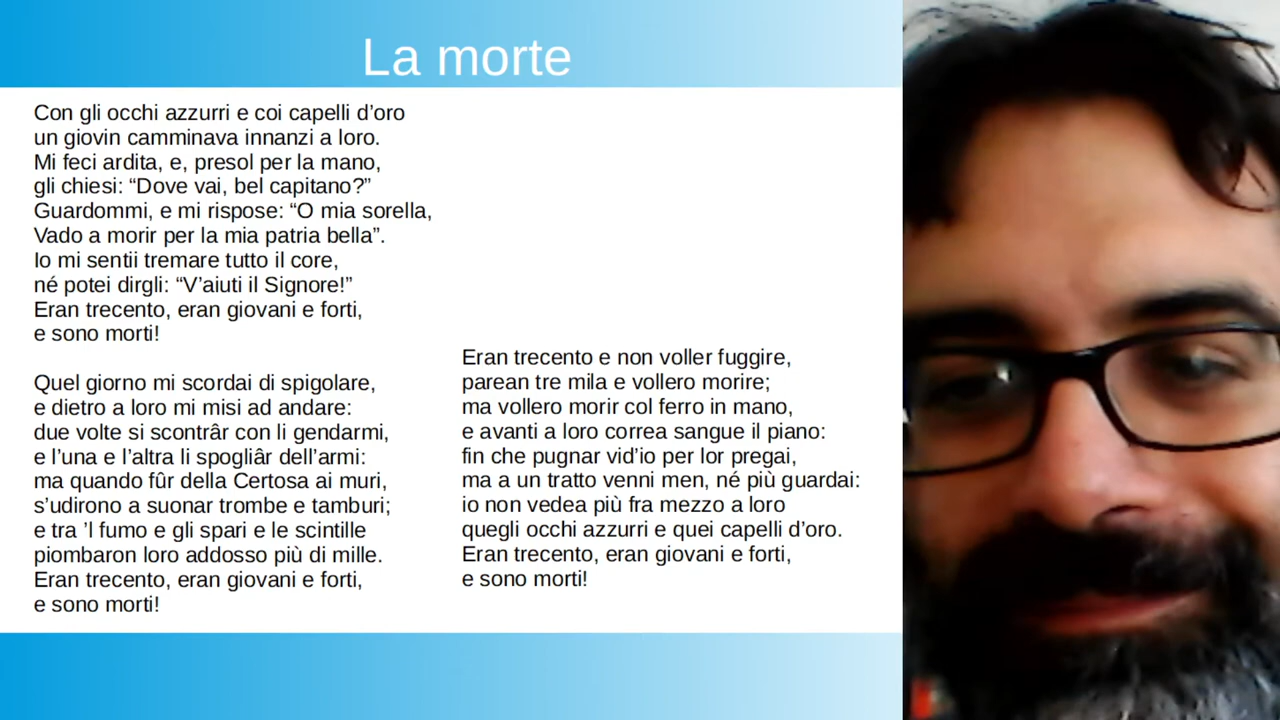 La morte
Con gli occhi azzurri e coi capelli d’oro
un giovin camminava innanzi a loro.
Mi feci ardita, e, presol per la mano,
gli chiesi: “Dove vai, bel capitano?”
Guardommi, e mi rispose: “O mia sorella,
Vado a morir per la mia patria bella”.
Io mi sentii tremare tutto il core,
né potei dirgli: “V’aiuti il Signore!”
Eran trecento, eran giovani e forti,
e sono morti!
Quel giorno mi scordai di spigolare,
e dietro a loro mi misi ad andare:
due volte si scontrâr con li gendarmi,
e l’una e l’altra li spogliâr dell’armi:
ma quando fûr della Certosa ai muri,
s’udirono a suonar trombe e tamburi;
e tra ’l fumo e gli spari e le scintille
piombaron loro addosso più di mille.
Eran trecento, eran giovani e forti,
e sono morti!
Eran trecento e non voller fuggire,
parean tre mila e vollero morire;
ma vollero morir col ferro in mano,
e avanti a loro correa sangue il piano:
fin che pugnar vid’io per lor pregai,
ma a un tratto venni men, né più guardai:
io non vedea più fra mezzo a loro
quegli occhi azzurri e quei capelli d’oro.
Eran trecento, eran giovani e forti,
e sono morti!